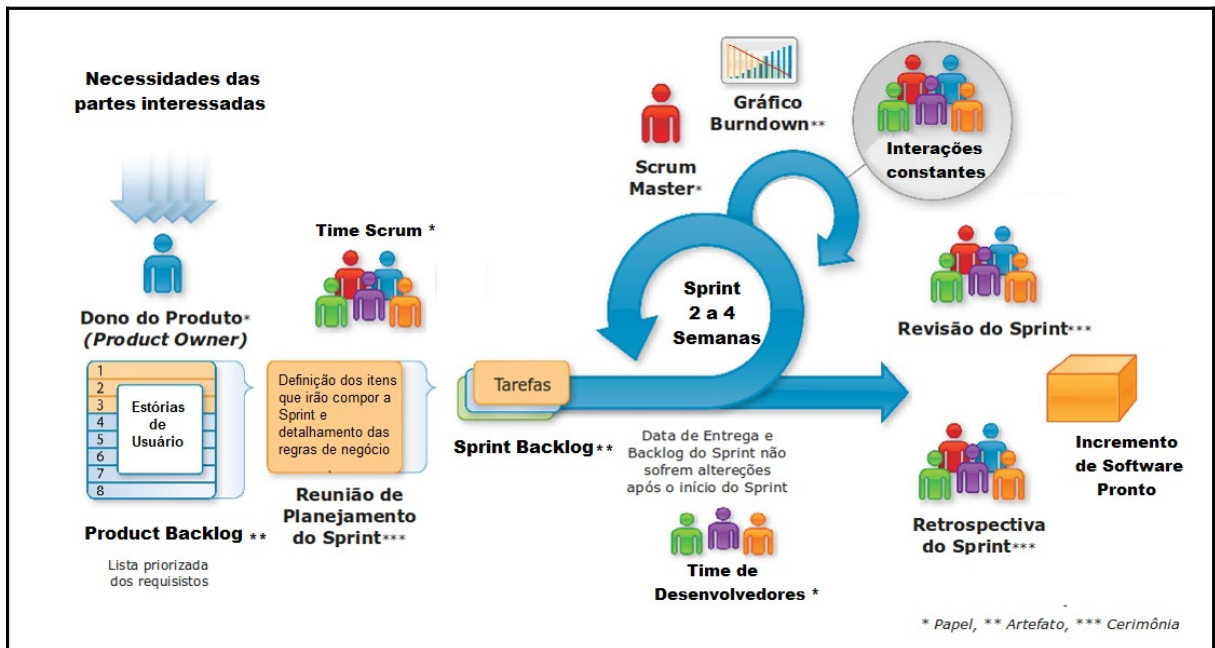 Necessidades das
partes interessadas
Dono do Produto*
(Product Owner)
1
2
3
4
5
6
7
8
Estórias
de
Usuário
Product Backlog **
Lista priorizada
dos requisistos
Time Scrum *
Definição dos itens
que irão compor a
Sprint e
detalhamento das
regras de negócio
.
Reunião de
Planejamento
do Sprint***
Tarefas
Sprint Backlog **
Scrum
Master*
Gráfico
Burndown**
Interações
constantes
Sprint
2 a 4
Semanas
Data de Entrega e
Backlog do Sprint não
sofrem altereções
após o início do Sprint
Time de
Desenvolvedores *
Revisão do Sprint***
Incremento
de Software
Pronto
Retrospectiva
do Sprint***
* Papel, ** Artefato, *** Cerimônia